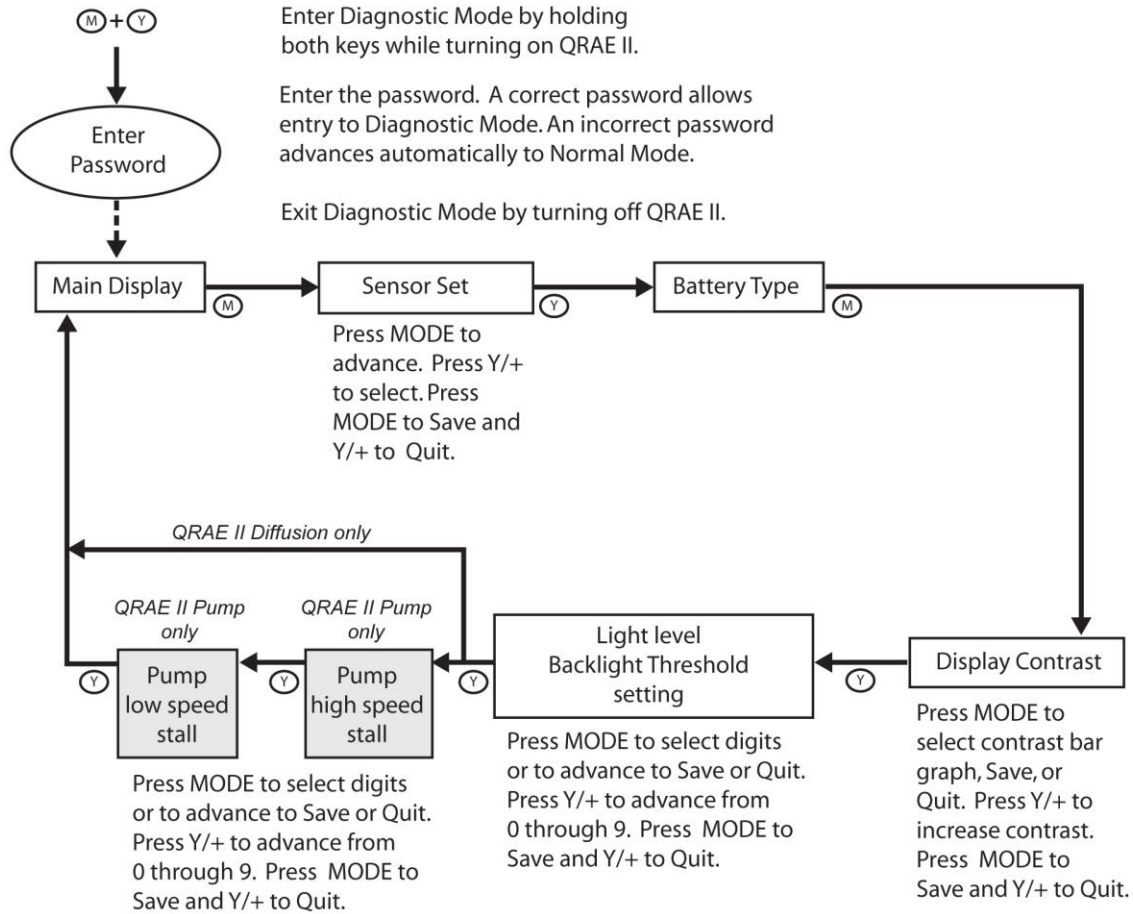 M + Y
Enter Diagnostic Mode by holding
both keys while turning on QRAE II.
Enter the password. A correct password allows
entry to Diagnostic Mode. An incorrect password
advances automatically to Normal Mode.
Enter
Password
Exit Diagnostic Mode by turning off QRAE II.
Main Display
M
Sensor Set
Y
Battery Type
M
Press MODE to
advance. Press Y/+
to select. Press
MODE to Save and
Y/+ to Quit.
QRAE II Diffusion only
QRAE II Pump
only
QRAE II Pump
only
Y
Pump
low speed
stall
Y
Pump
high speed
stall
Y
Light level
Backlight Threshold
setting
Y
Display Contrast
Press MODE to select digits
or to advance to Save or Quit.
Press Y/+ to advance from
0 through 9. Press MODE to
Save and Y/+ to Quit.
Press MODE to select digits
or to advance to Save or Quit.
Press Y/+ to advance from
0 through 9. Press MODE to
Save and Y/+ to Quit.
Press MODE to
select contrast bar
graph, Save, or
Quit. Press Y/+ to
increase contrast.
Press MODE to
Save and Y/+ to Quit.